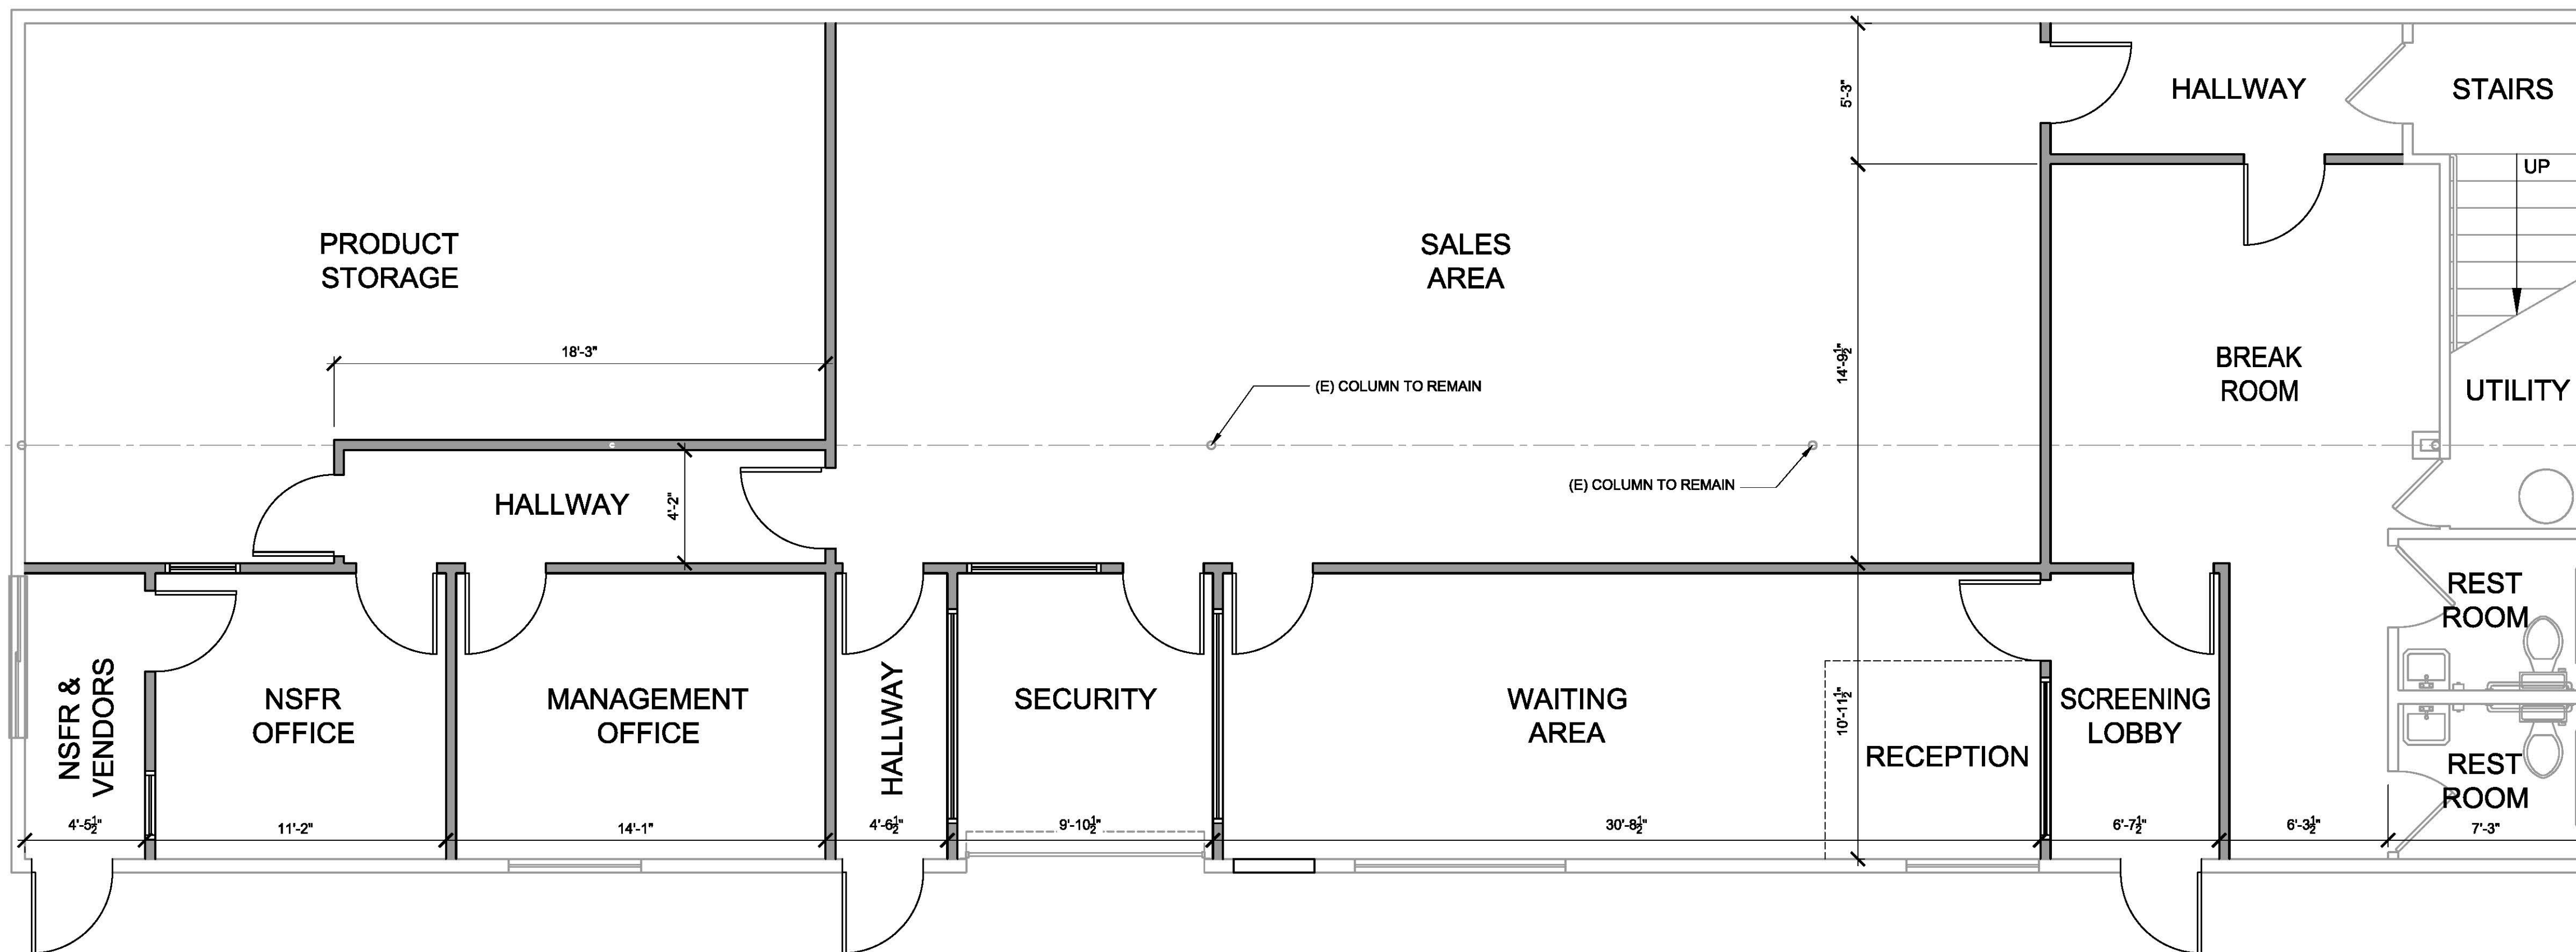 HALLWAY
STAIRS
5'-3"
UP
PRODUCT
STORAGE
SALES
AREA
18'-3"
14'-9½"
BREAK
ROOM
(E) COLUMN TO REMAIN
UTILITY
(E) COLUMN TO REMAIN
HALLWAY
4'-2"
REST
ROOM
NSFR &
VENDORS
NSFR
OFFICE
MANAGEMENT
OFFICE
HALLWAY
SECURITY
WAITING
AREA
10'-11½"
RECEPTION
SCREENING
LOBBY
REST
ROOM
4'-5½"
11'-2"
14'-1"
4'-6½"
9'-10½"
30'-8½"
6'-7½"
6'-3½"
7'-3"